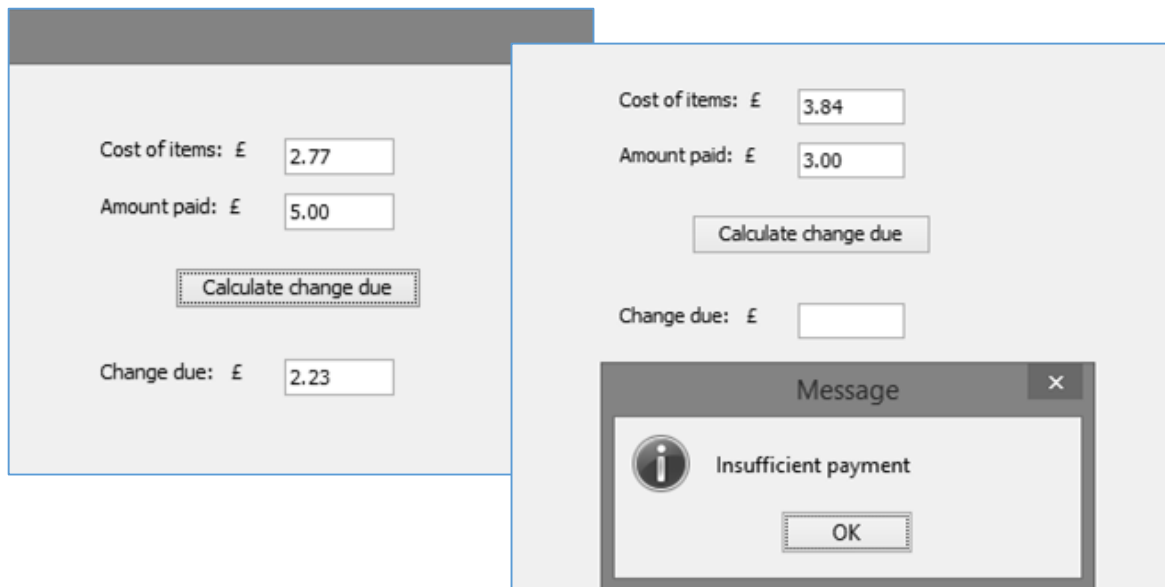 Cost of items: £ 2.77
Amount paid: £ 5.00
Calculate change due
Change due: £ 2.23
Cost of items: £ 3.84
Amount paid: £ 3.00
Calculate change due
Change due: £
Message
Insufficient payment
OK